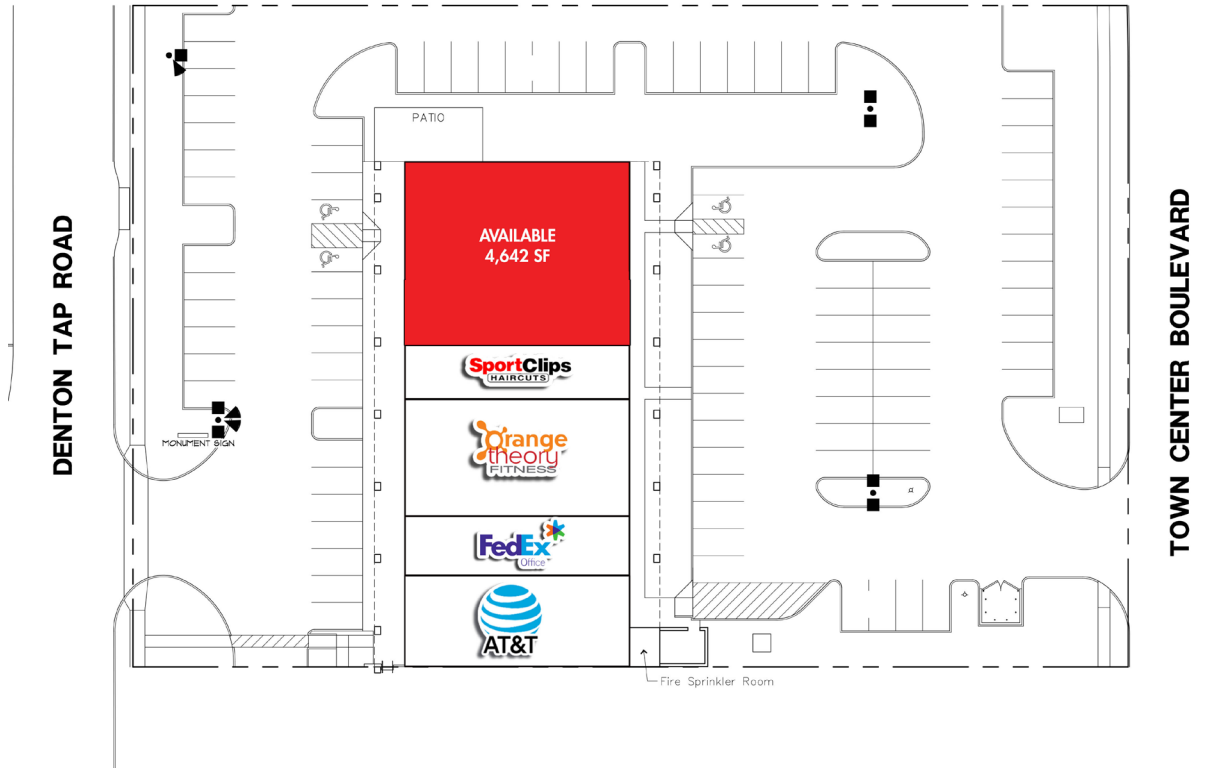 PATIO
AVAILABLE
4,642 SF
DENTON TAP ROAD
TOWN CENTER BOULEVARD
SportClips
HAIRCUTS
MONUMENT SIGN
Orange
theory
FITNESS
FedEx
Office
AT&T
Fire Sprinkler Room